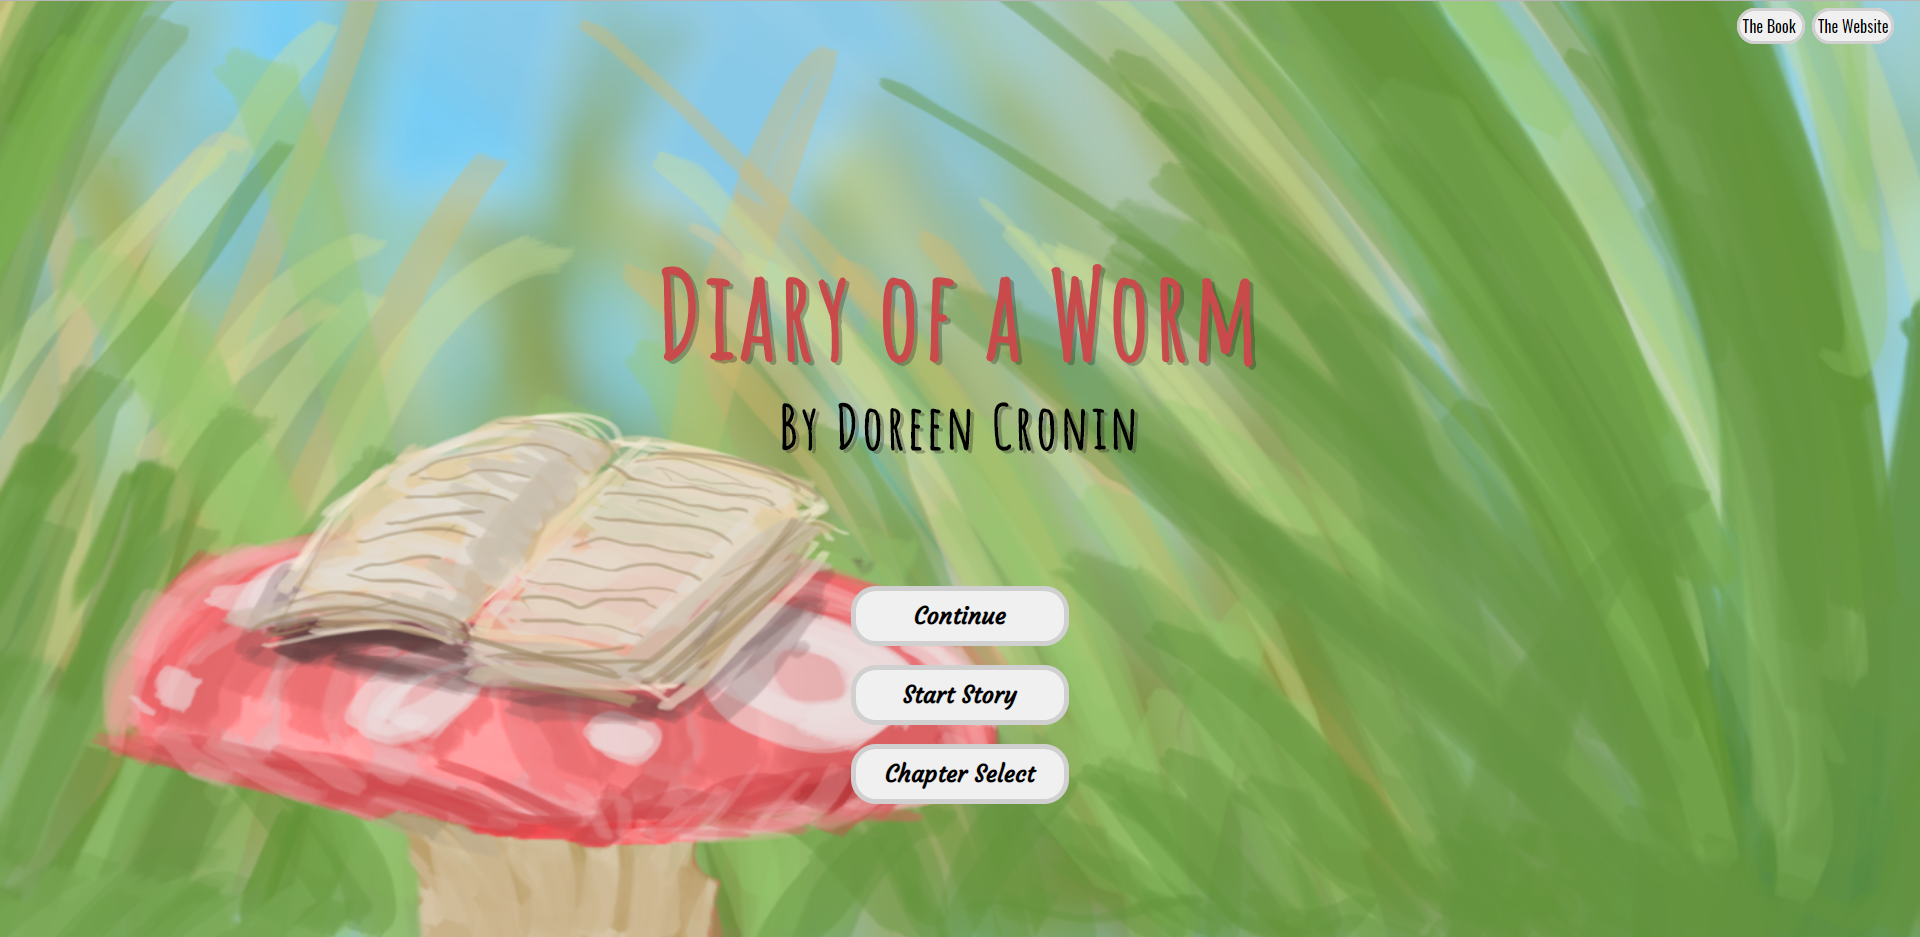 The Book
The Website
Diary of a Worm
By Doreen Cronin
Continue
Start Story
Chapter Select